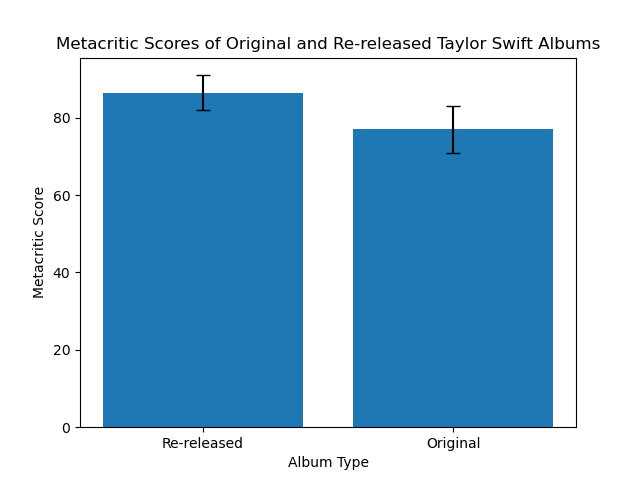 Metacritic Scores of Original and Re-released Taylor Swift Albums
80
60
40
20
0
Metacritic Score
Re-released Original
Album Type